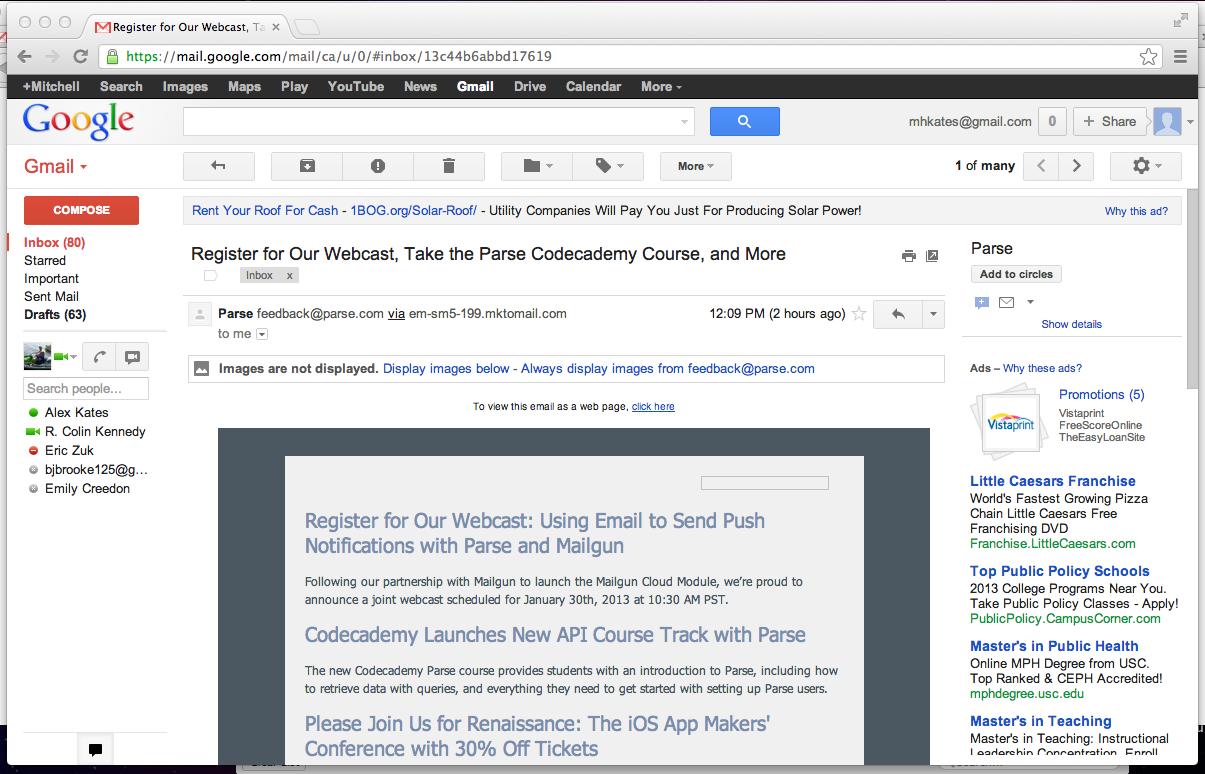 Register for Our Webcast, Ta
https://mail.google.com/mail/ca/u/0/#inbox/13c44b6abbd17619
+Mitchell Search Images Maps Play YouTube News Gmail Drive Calendar More
Google
mhkates@gmail.com 0 + Share
Gmail
More
1 of many
COMPOSE
Inbox (80)
Starred
Important
Sent Mail
Drafts (63)
Search people...
Alex Kates
R. Colin Kennedy
Eric Zuk
bjbrooke125@g...
Emily Creedon
Rent Your Roof For Cash - 1BOG.org/Solar-Roof/ - Utility Companies Will Pay You Just For Producing Solar Power!
Why this ad?
Register for Our Webcast, Take the Parse Codecademy Course, and More
Inbox x
Parse feedback@parse.com via em-sm5-199.mktomail.com
12:09 PM (2 hours ago)
to me
Images are not displayed. Display images below - Always display images from feedback@parse.com
To view this email as a web page, click here
Register for Our Webcast: Using Email to Send Push
Notifications with Parse and Mailgun
Following our partnership with Mailgun to launch the Mailgun Cloud Module, we're proud to
announce a joint webcast scheduled for January 30th, 2013 at 10:30 AM PST.
Codecademy Launches New API Course Track with Parse
The new Codecademy Parse course provides students with an introduction to Parse, including how
to retrieve data with queries, and everything they need to get started with setting up Parse users.
Please Join Us for Renaissance: The iOS App Makers'
Conference with 30% Off Tickets
Parse
Add to circles
Show details
Ads – Why these ads?
Vistaprint
Promotions (5)
Vistaprint
FreeScoreOnline
TheEasyLoanSite
Little Caesars Franchise
World's Fastest Growing Pizza
Chain Little Caesars Free
Franchising DVD
Franchise.LittleCaesars.com
Top Public Policy Schools
2013 College Programs Near You.
Take Public Policy Classes - Apply!
PublicPolicy.CampusCorner.com
Master's in Public Health
Online MPH Degree from USC.
Top Ranked & CEPH Accredited!
mphdegree.usc.edu
Master's in Teaching
Master's in Teaching: Instructional
Leadership Concentration. Enroll